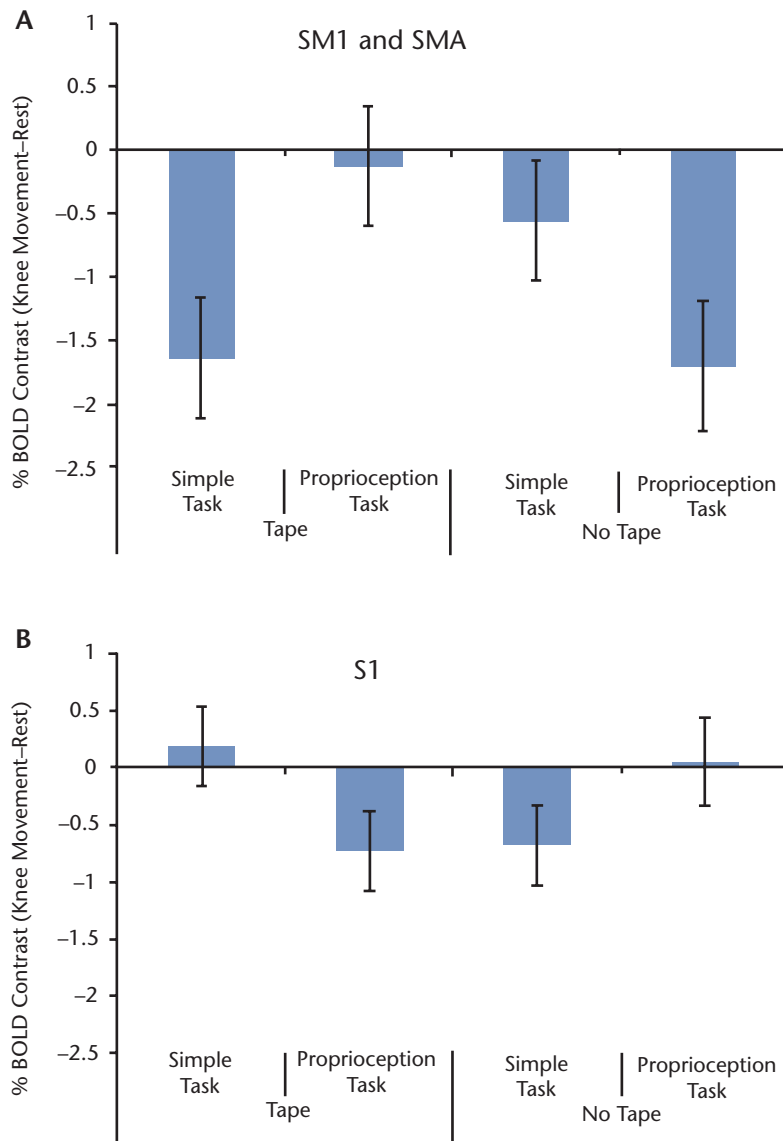 A
SM1 and SMA
% BOLD Contrast (Knee Movement–Rest)
1
0.5
0
–0.5
–1
–1.5
–2
–2.5
Simple
Task
Proprioception
Task
Simple
Task
Proprioception
Task
Tape
No Tape
B
S1
% BOLD Contrast (Knee Movement–Rest)
1
0.5
0
–0.5
–1
–1.5
–2
–2.5
Simple
Task
Proprioception
Task
Simple
Task
Proprioception
Task
Tape
No Tape